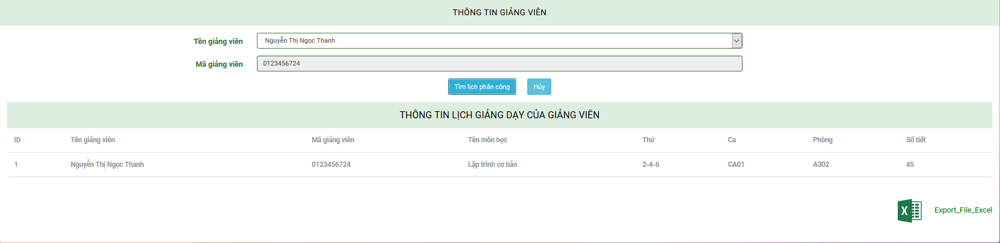 THÔNG TIN GIẢNG VIÊN
Tên giảng viên Nguyễn Thị Ngọc Thanh
Mã giảng viên 0123456724
Tìm lịch phân công Hủy
THÔNG TIN LỊCH GIẢNG DẠY CỦA GIẢNG VIÊN
ID Tên giảng viên Mã giảng viên Tên môn học Thứ Ca Phòng Số tiết
1 Nguyễn Thị Ngọc Thanh 0123456724 Lập trình cơ bản 2-4-6 CA01 A302 45
X Export_File_Excel